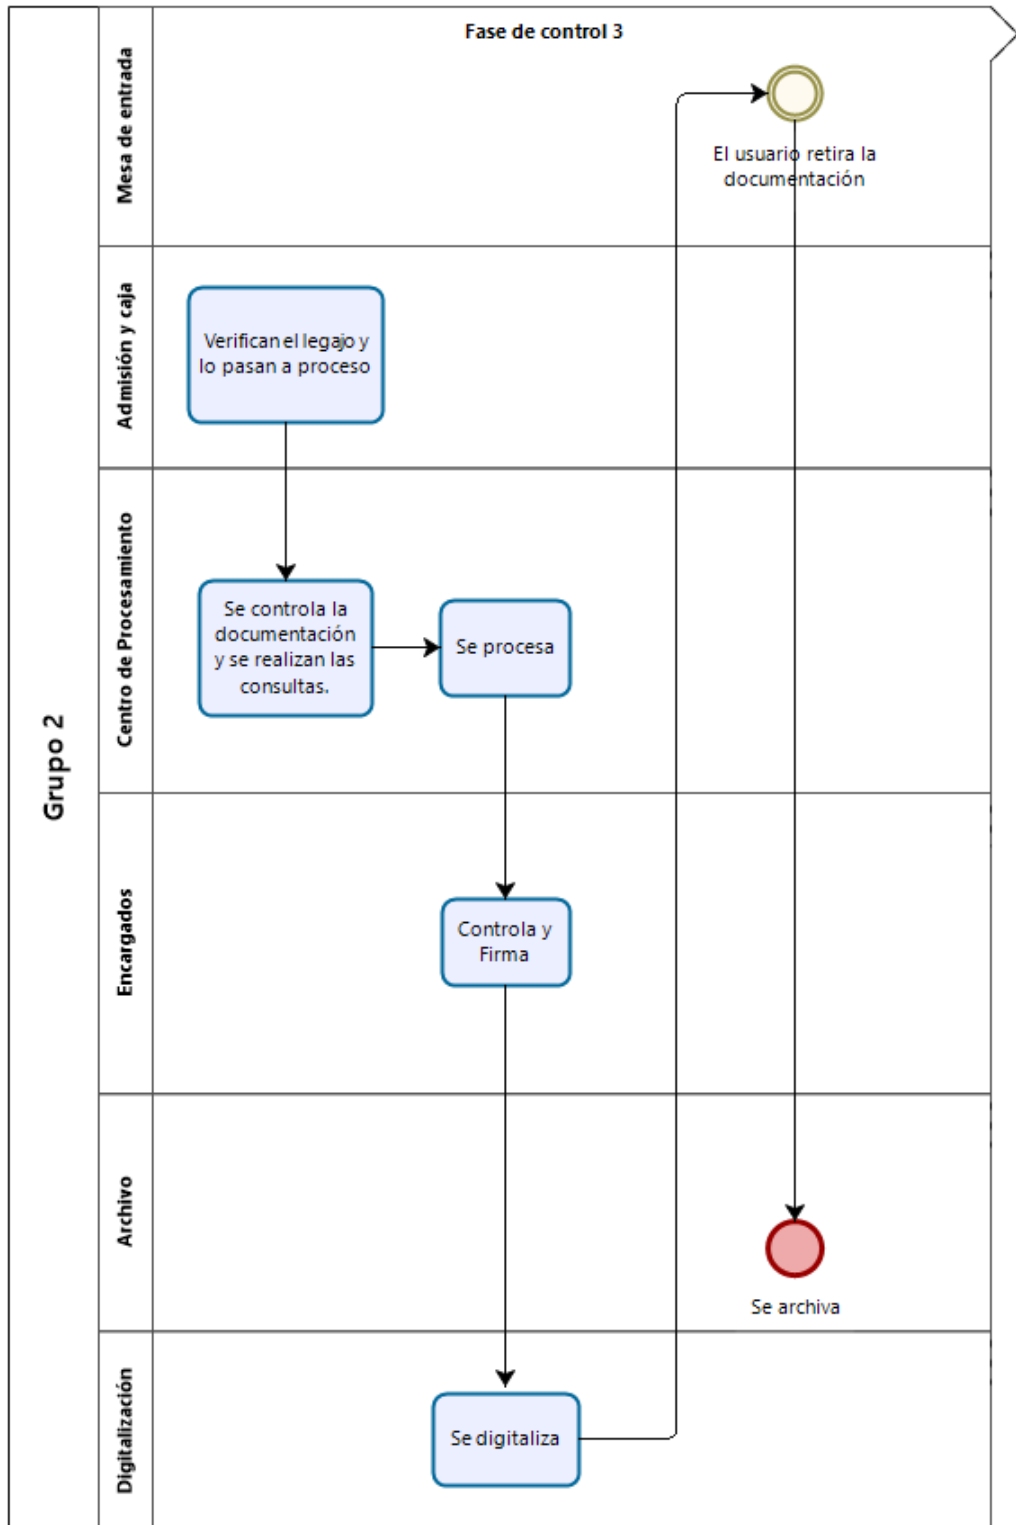 Fase de control 3
Grupo 2
Mesa de entrada
El usuario retira la
documentación
Admisión y caja
Verifican el legajo y
lo pasan a proceso
Centro de Procesamiento
Se controla la
documentación
y se realizan las
consultas.
Se procesa
Encargados
Controla y
Firma
Archivo
Se archiva
Digitalización
Se digitaliza